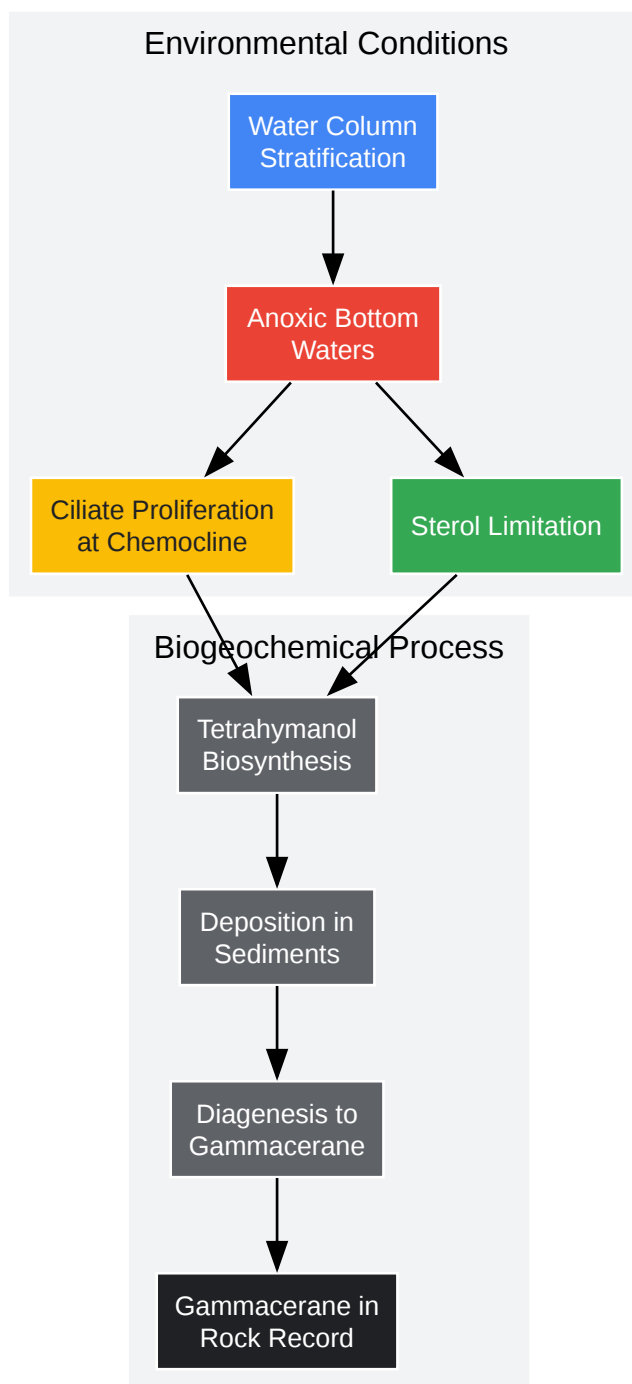 Environmental Conditions
Water Column
Stratification
Anoxic Bottom
Waters
Ciliate Proliferation
at Chemocline
Sterol Limitation
Biogeochemical Process
Tetrahymanol
Biosynthesis
Deposition in
Sediments
Diagenesis to
Gammacerane
Gammacerane in
Rock Record